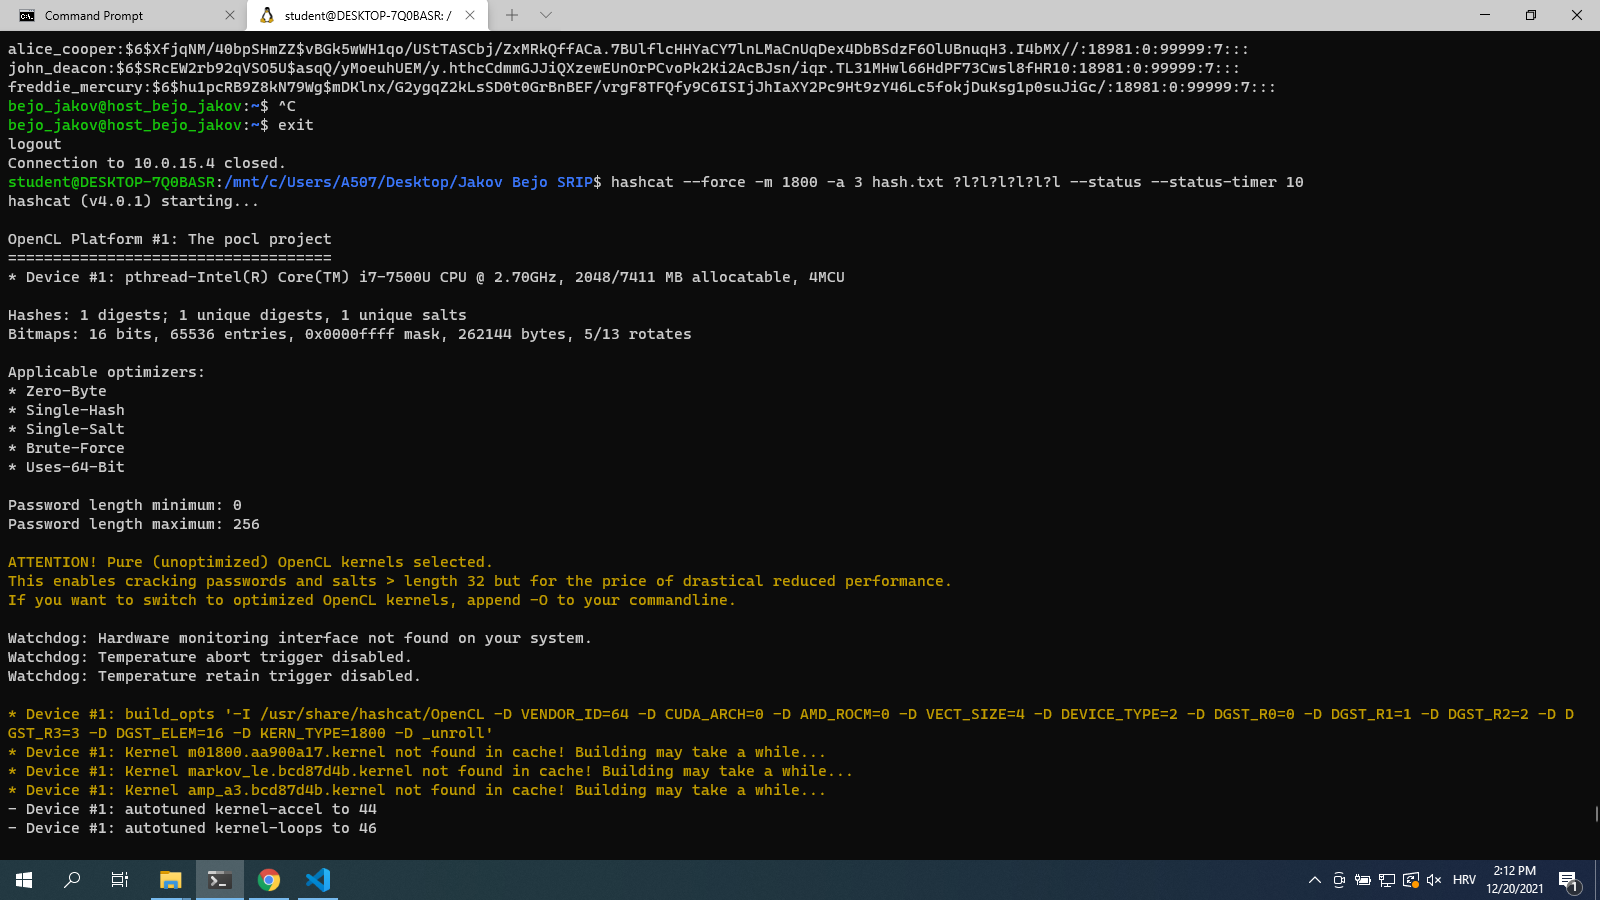 Command Prompt
student@DESKTOP-7Q0BASR: /
alice_cooper:$6$XfjqNM/40bpSHmZZ$vBGk5wWH1qo/UStTASCbj/ZxMRkQffACa.7BUlflcHHYaCY7lnLMaCnUqDex4DbBSdzF6OlUBnuqH3.I4bMX//:18981:0:99999:7:::
john_deacon:$6$SRcEW2rb92qVSO5U$asqQ/yMoeuhUEM/y.hthcCdmmGJJiQXzewEUnOrPCvoPk2Ki2AcBJsn/iqr.TL31MHwl66HdPF73Cwsl8fHR10:18981:0:99999:7:::
freddie_mercury:$6$hu1pcRB9Z8kN79Wg$mDKlnx/G2ygqZ2kLsSD0t0GrBnBEF/vrgF8TFQfy9C6ISIjJhIaXY2Pc9Ht9zY46Lc5fokjDuKsg1p0suJiGc/:18981:0:99999:7:::
bejo_jakov@host_bejo_jakov:~$ ^C
bejo_jakov@host_bejo_jakov:~$ exit
logout
Connection to 10.0.15.4 closed.
student@DESKTOP-7Q0BASR:/mnt/c/Users/A507/Desktop/Jakov Bejo SRIP$ hashcat --force -m 1800 -a 3 hash.txt ?l?l?l?l?l?l --status --status-timer 10
hashcat (v4.0.1) starting...
OpenCL Platform #1: The pocl project
====================================
* Device #1: pthread-Intel(R) Core(TM) i7-7500U CPU @ 2.70GHz, 2048/7411 MB allocatable, 4MCU
Hashes: 1 digests; 1 unique digests, 1 unique salts
Bitmaps: 16 bits, 65536 entries, 0x0000ffff mask, 262144 bytes, 5/13 rotates
Applicable optimizers:
* Zero-Byte
* Single-Hash
* Single-Salt
* Brute-Force
* Uses-64-Bit
Password length minimum: 0
Password length maximum: 256
ATTENTION! Pure (unoptimized) OpenCL kernels selected.
This enables cracking passwords and salts > length 32 but for the price of drastical reduced performance.
If you want to switch to optimized OpenCL kernels, append -O to your commandline.
Watchdog: Hardware monitoring interface not found on your system.
Watchdog: Temperature abort trigger disabled.
Watchdog: Temperature retain trigger disabled.
* Device #1: build_opts '-I /usr/share/hashcat/OpenCL -D VENDOR_ID=64 -D CUDA_ARCH=0 -D AMD_ROCM=0 -D VECT_SIZE=4 -D DEVICE_TYPE=2 -D DGST_R0=0 -D DGST_R1=1 -D DGST_R2=2 -D D
GST_R3=3 -D DGST_ELEM=16 -D KERN_TYPE=1800 -D _unroll'
* Device #1: Kernel m01800.aa900a17.kernel not found in cache! Building may take a while...
* Device #1: Kernel markov_le.bcd87d4b.kernel not found in cache! Building may take a while...
* Device #1: Kernel amp_a3.bcd87d4b.kernel not found in cache! Building may take a while...
- Device #1: autotuned kernel-accel to 44
- Device #1: autotuned kernel-loops to 46
HRV
2:12 PM
12/20/2021
1